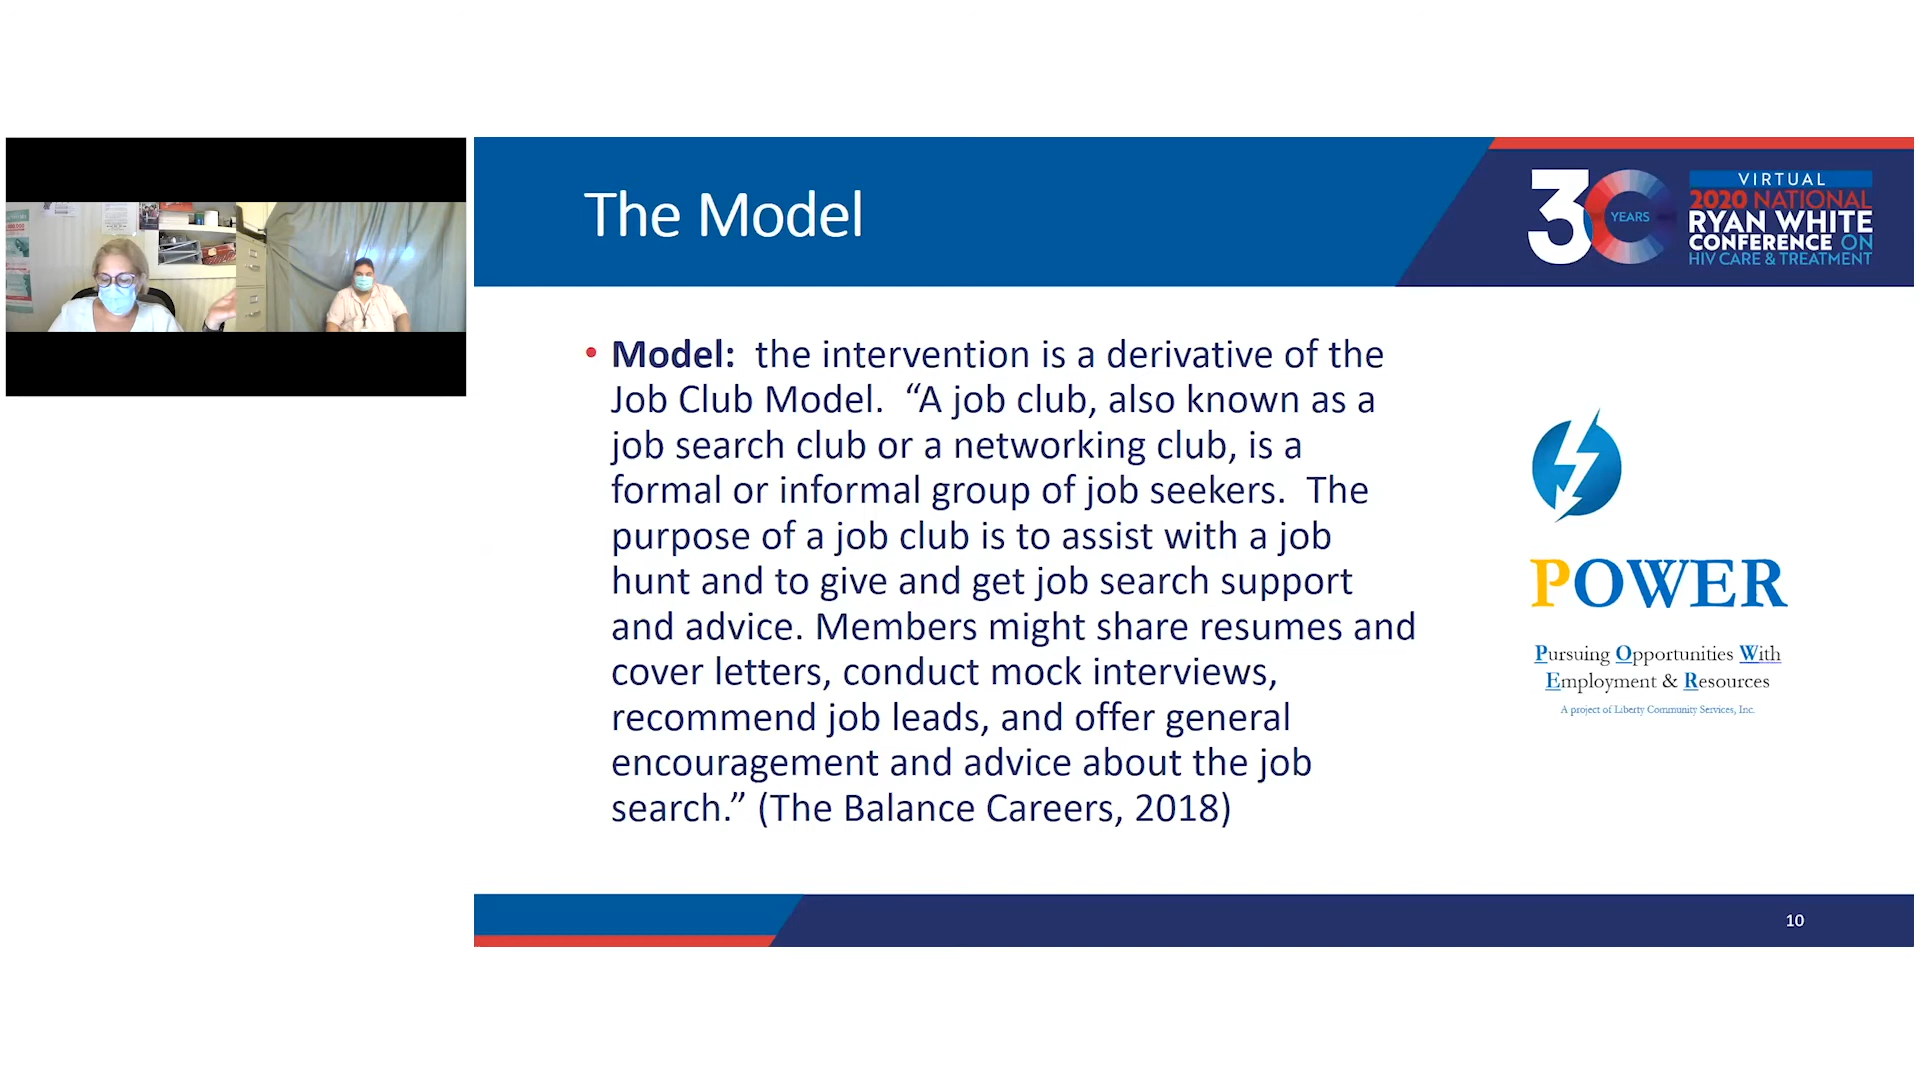 The Model
30
YEARS
VIRTUAL
2020 NATIONAL
RYAN WHITE
CONFERENCE ON
HIV CARE & TREATMENT
• Model:  the intervention is a derivative of the
Job Club Model.  “A job club, also known as a
job search club or a networking club, is a
formal or informal group of job seekers.  The
purpose of a job club is to assist with a job
hunt and to give and get job search support
and advice. Members might share resumes and
cover letters, conduct mock interviews,
recommend job leads, and offer general
encouragement and advice about the job
search.” (The Balance Careers, 2018)
POWER
Pursuing Opportunities With
Employment & Resources
A project of Liberty Community Services, Inc.
10